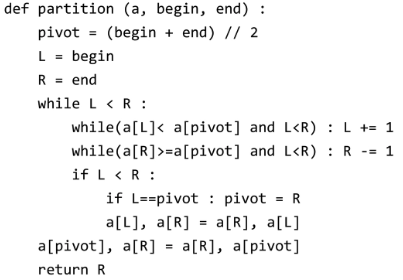 def partition (a, begin, end) :
    pivot = (begin + end) // 2
    L = begin
    R = end
    while L < R :
        while(a[L]< a[pivot] and L<R) : L += 1
        while(a[R]>=a[pivot] and L<R) : R -= 1
        if L < R :
            if L==pivot : pivot = R
            a[L], a[R] = a[R], a[L]
    a[pivot], a[R] = a[R], a[pivot]
    return R